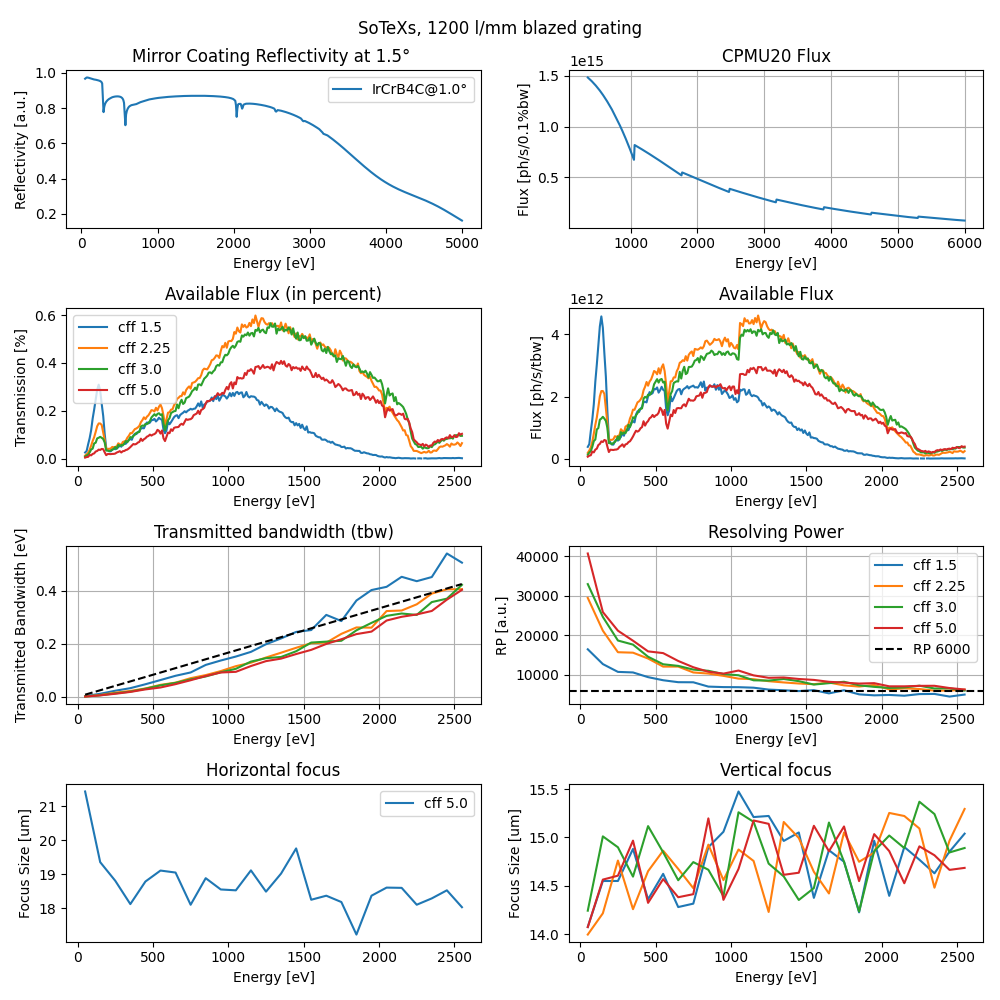 SoTeXs, 1200 l/mm blazed grating
Mirror Coating Reflectivity at 1.5°
Reflectivity [a.u.]
1.0
0.8
0.6
0.4
0.2
IrCrB4C@1.0°
0 1000 2000 3000 4000 5000
Energy [eV]
CPMU20 Flux
1e15
Flux [ph/s/0.1%bw]
1.5
1.0
0.5
1000 2000 3000 4000 5000 6000
Energy [eV]
Available Flux (in percent)
Transmission [%]
0.6
0.4
0.2
0.0
cff 1.5
cff 2.25
cff 3.0
cff 5.0
0 500 1000 1500 2000 2500
Energy [eV]
Available Flux
1e12
Flux [ph/s/tbw]
4
2
0
0 500 1000 1500 2000 2500
Energy [eV]
Transmitted bandwidth (tbw)
Transmitted Bandwidth [eV]
0.4
0.2
0.0
0 500 1000 1500 2000 2500
Energy [eV]
Resolving Power
RP [a.u.]
40000
30000
20000
10000
cff 1.5
cff 2.25
cff 3.0
cff 5.0
RP 6000
0 500 1000 1500 2000 2500
Energy [eV]
Horizontal focus
Focus Size [um]
21
20
19
18
cff 5.0
0 500 1000 1500 2000 2500
Energy [eV]
Vertical focus
Focus Size [um]
15.5
15.0
14.5
14.0
0 500 1000 1500 2000 2500
Energy [eV]